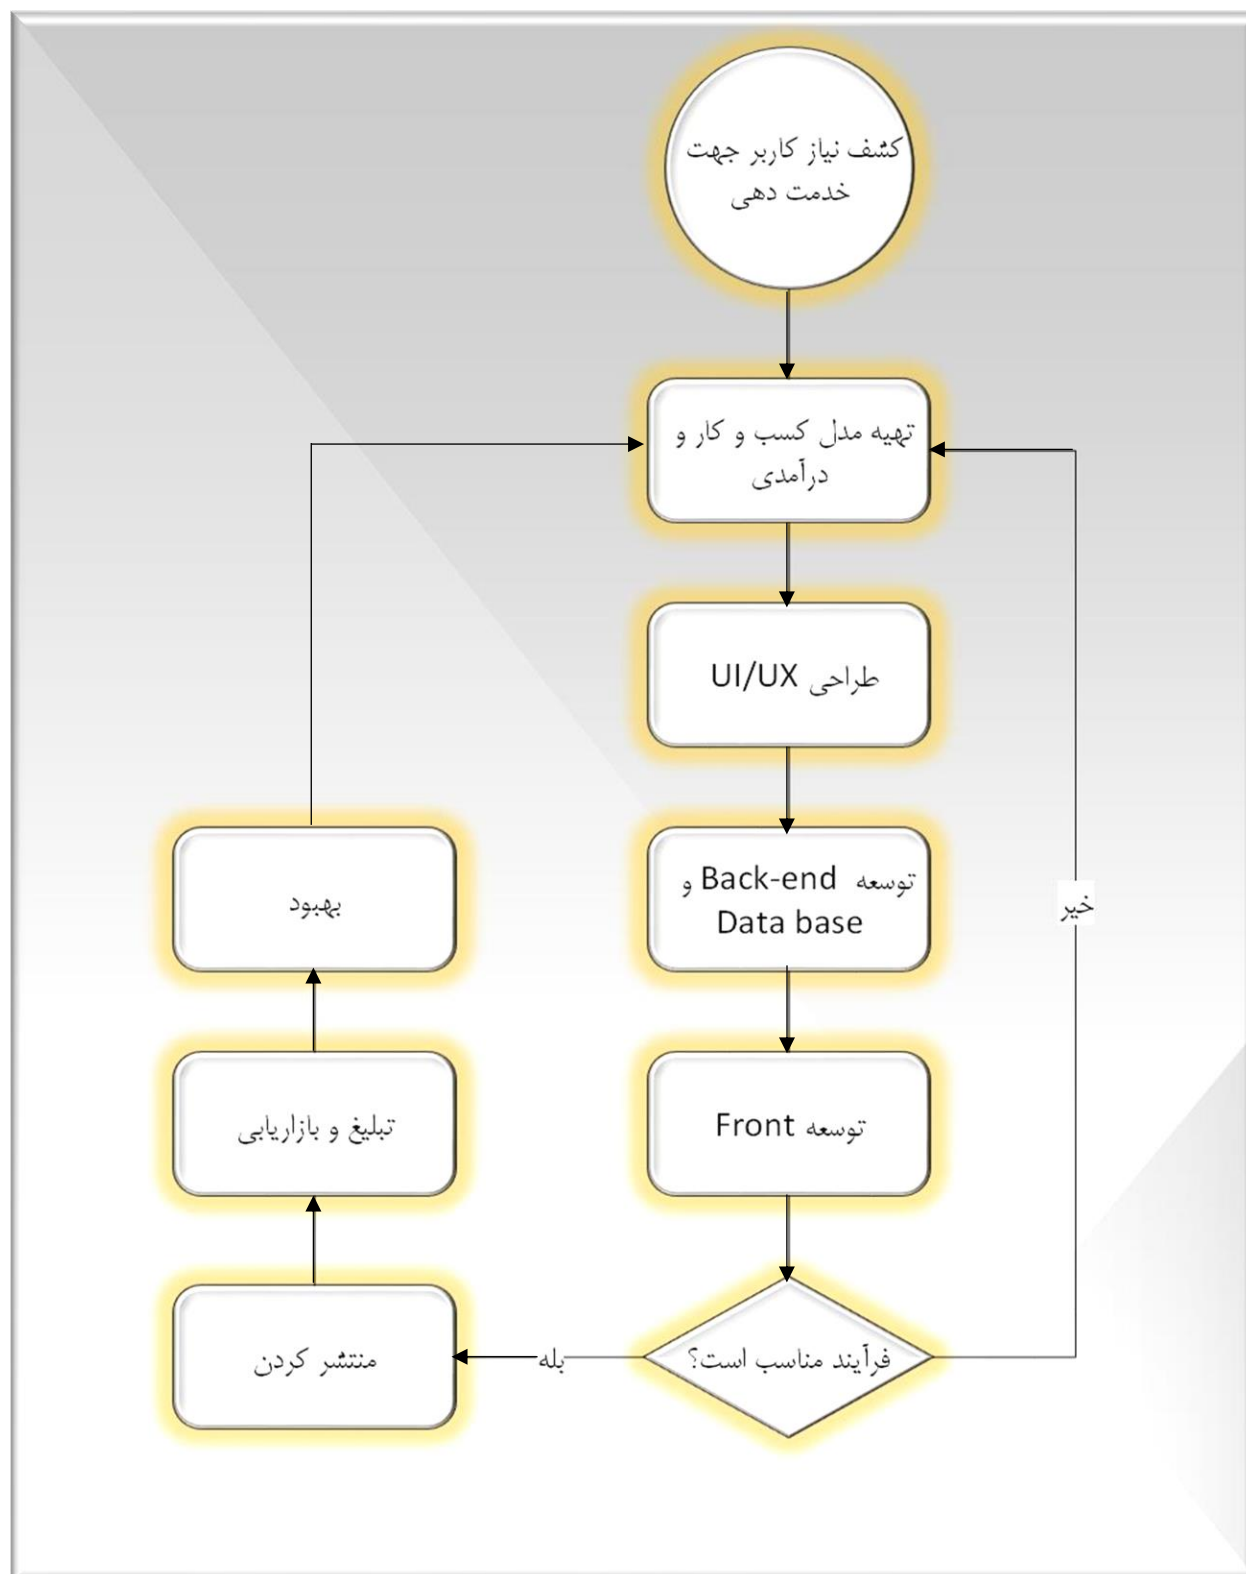 کشف نیاز کاربر جهت
خدمت دهی
تهیه مدل کسب و کار و
درآمدی
طراحی UI/UX
توسعه Back-end و
Data base
توسعه Front
فرآیند مناسب است؟
خیر
بله
منتشر کردن
تبلیغ و بازاریابی
بهبود